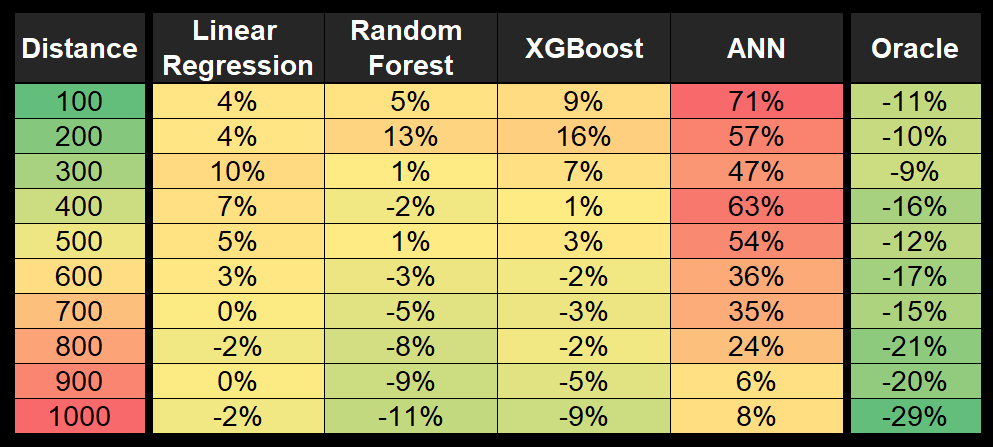 Distance Linear Regression Random Forest XGBoost ANN Oracle
100 4% 5% 9% 71% -11%
200 4% 13% 16% 57% -10%
300 10% 1% 7% 47% -9%
400 7% -2% 1% 63% -16%
500 5% 1% 3% 54% -12%
600 3% -3% -2% 36% -17%
700 0% -5% -3% 35% -15%
800 -2% -8% -2% 24% -21%
900 0% -9% -5% 6% -20%
1000 -2% -11% -9% 8% -29%